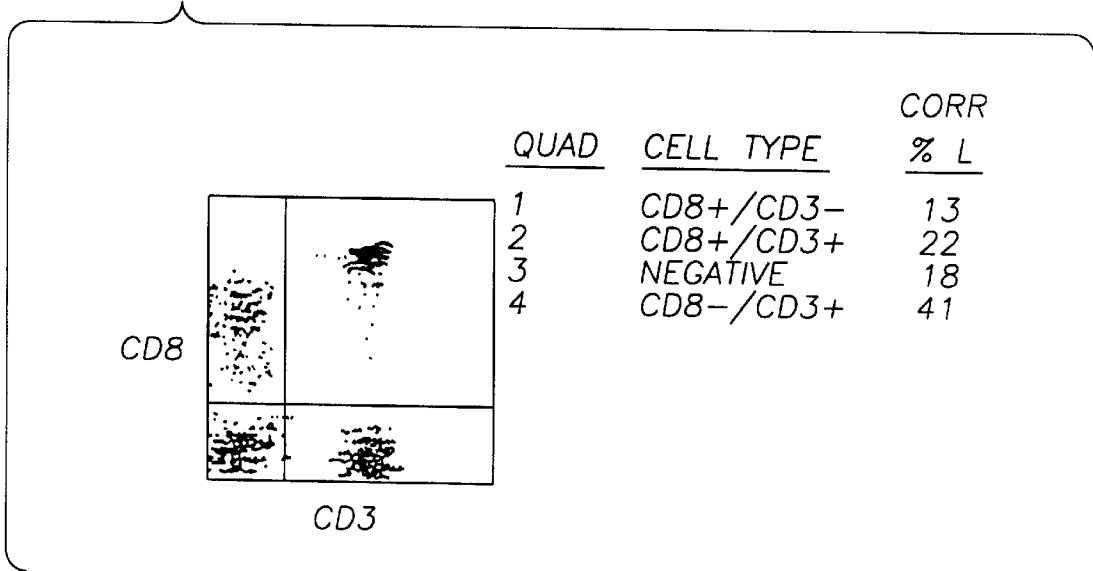 CORR
QUAD CELL TYPE % L
1 CD8+/CD3- 13
2 CD8+/CD3+ 22
3 NEGATIVE 18
4 CD8-/CD3+ 41
CD8
CD3